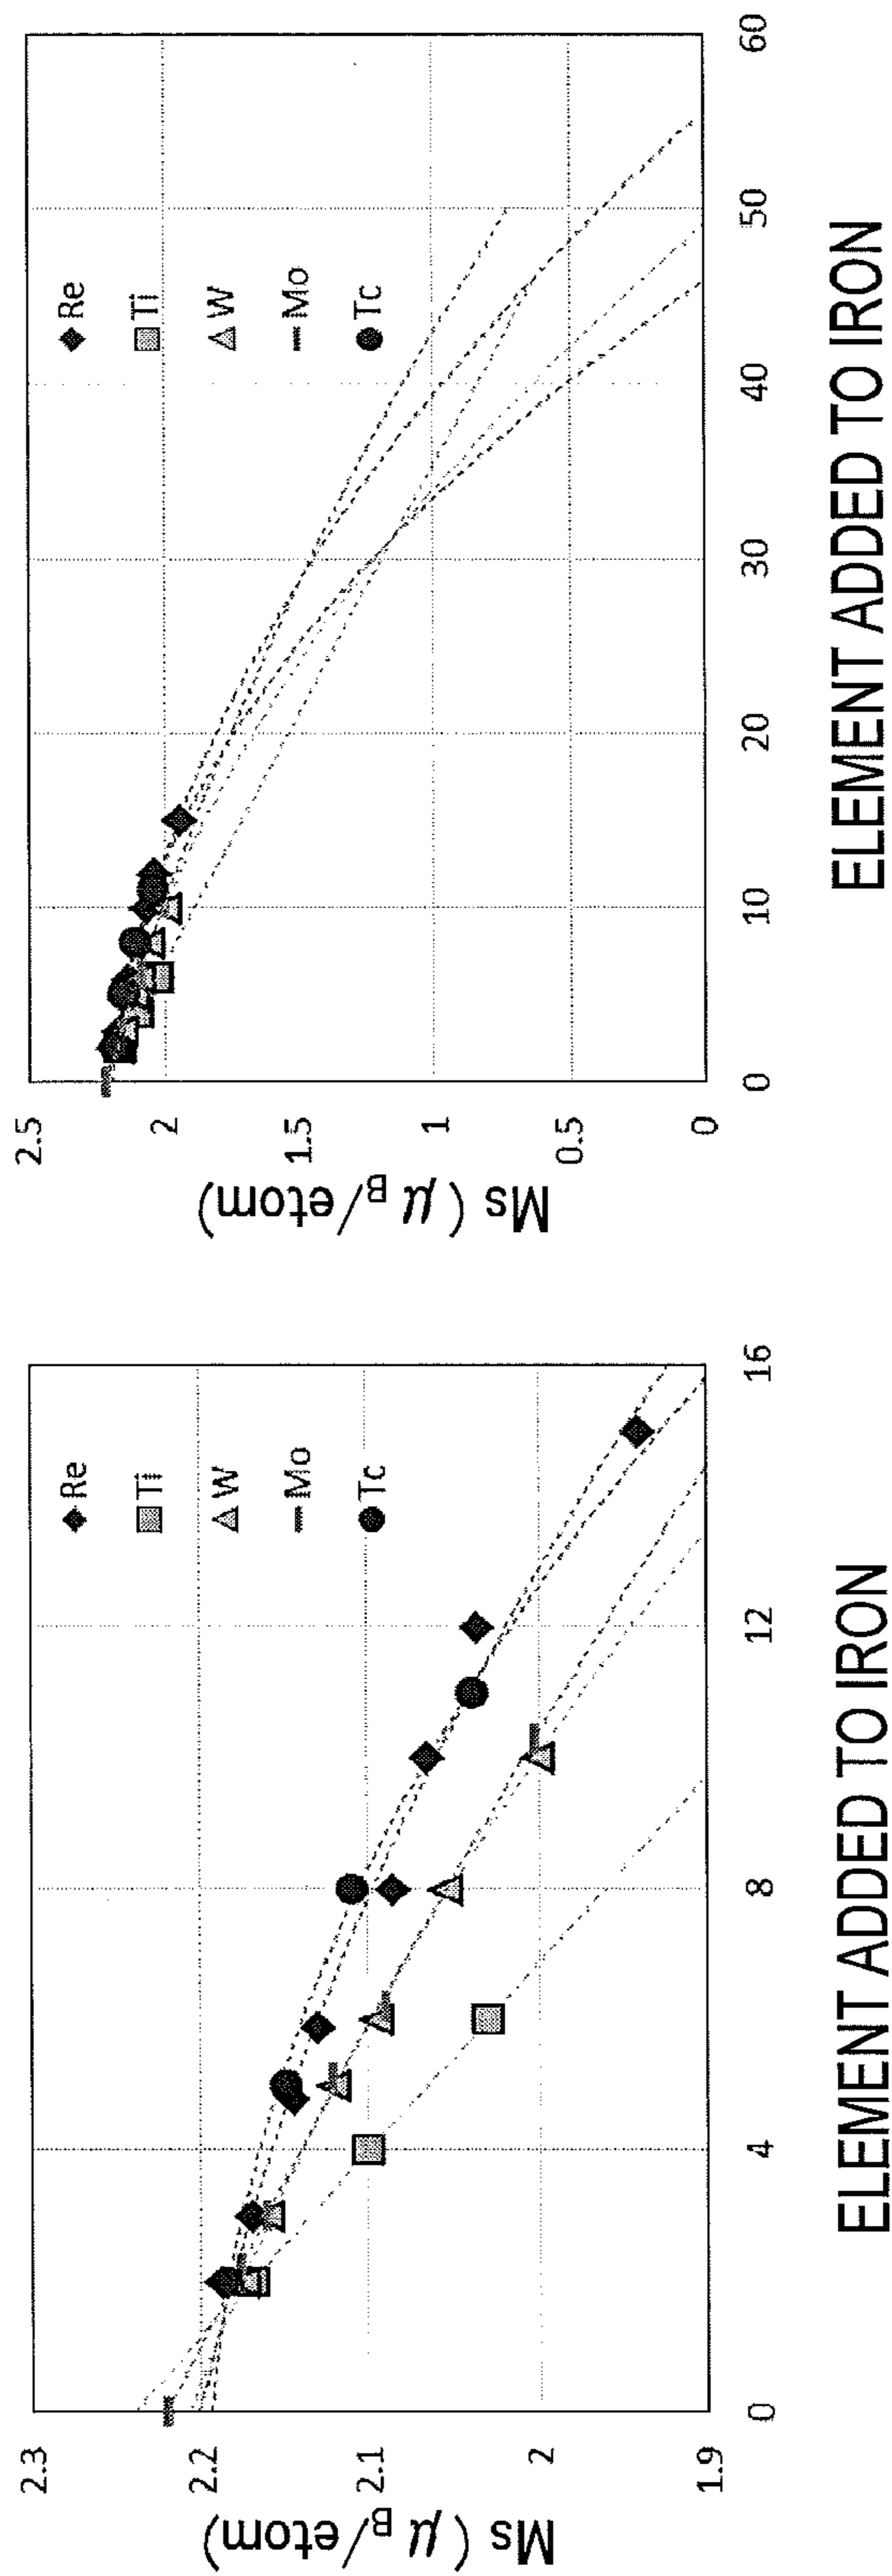 2.3
2.2
2.1
2
1.9
Ms ( μ B/etom)
0
4
8
12
16
ELEMENT ADDED TO IRON
Re
Ti
W
Mo
Tc
2.5
2
1.5
1
0.5
0
Ms ( μ B/etom)
0
10
20
30
40
50
60
ELEMENT ADDED TO IRON
Re
Ti
W
Mo
Tc